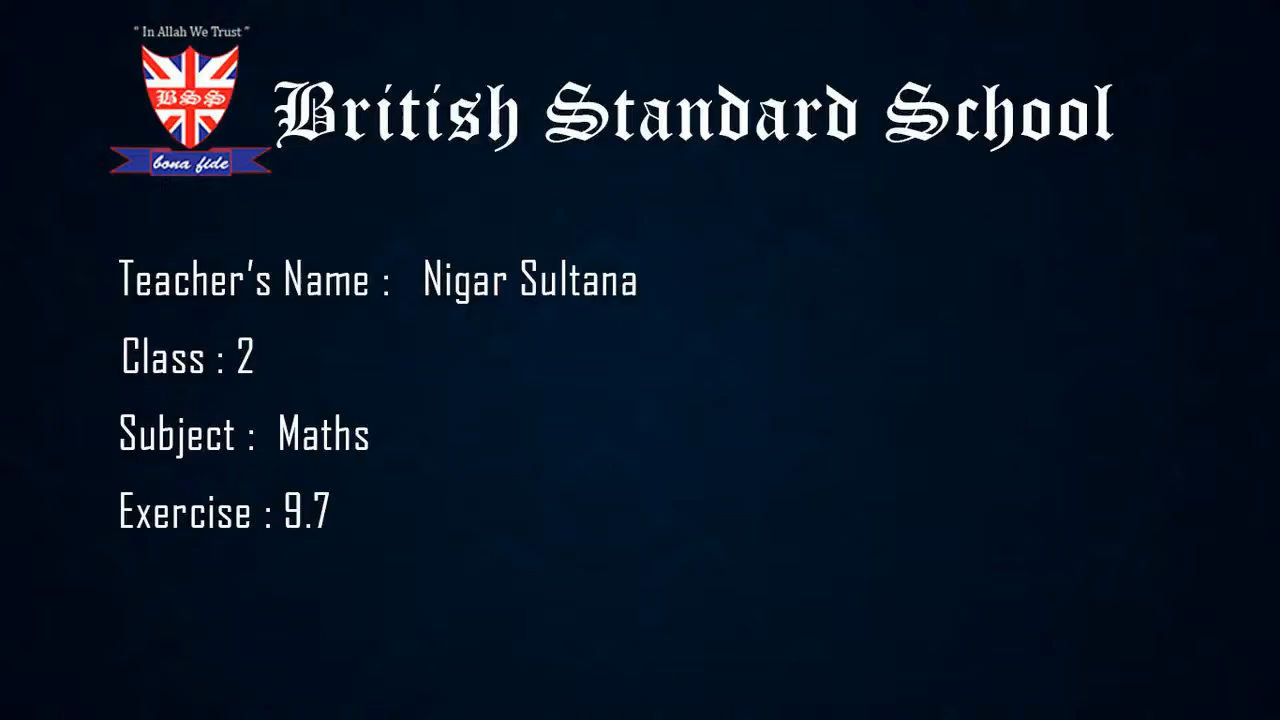 " In Allah We Trust "
BSS
bona fide
British Standard School
Teacher’s Name : Nigar Sultana
Class : 2
Subject : Maths
Exercise : 9.7